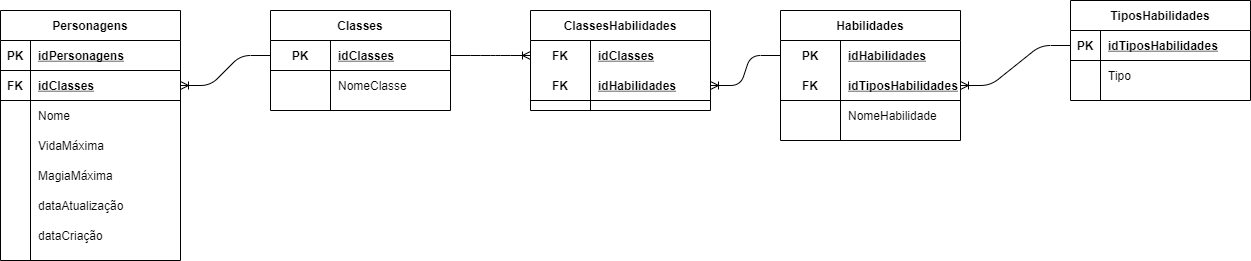 Personagens
PK idPersonagens
FK idClasses
Nome
VidaMáxima
MagiaMáxima
dataAtualização
dataCriação
Classes
PK idClasses
NomeClasse
ClassesHabilidades
FK idClasses
FK idHabilidades
Habilidades
PK idHabilidades
FK idTiposHabilidades
NomeHabilidade
TiposHabilidades
PK idTiposHabilidades
Tipo